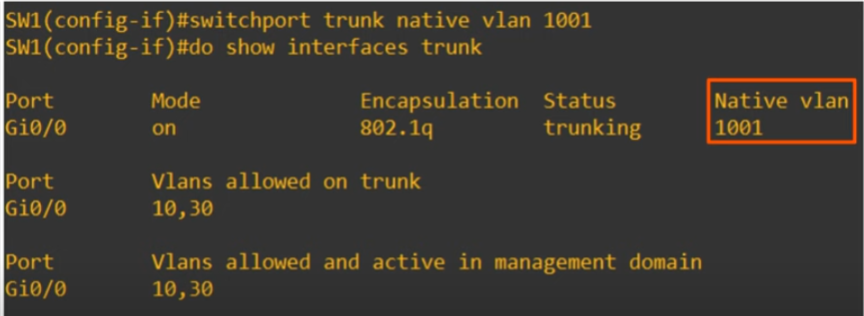 SW1(config-if)#switchport trunk native vlan 1001
SW1(config-if)#do show interfaces trunk
Port Mode Encapsulation Status Native vlan
Gi0/0 on 802.1q trunking 1001
Port Vlans allowed on trunk
Gi0/0 10,30
Port Vlans allowed and active in management domain
Gi0/0 10,30